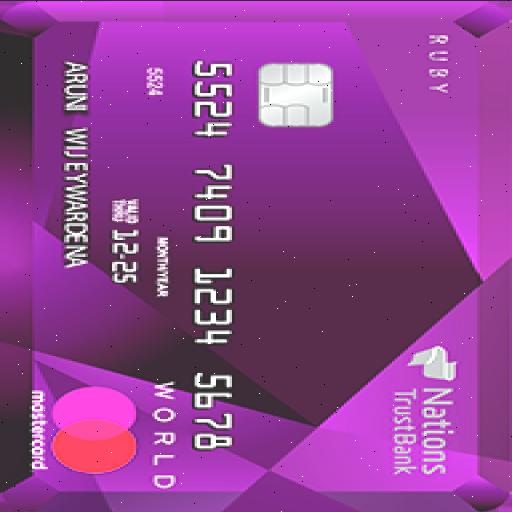 RUBY
Nations
TrustBank
5524 7409 1234 5678
5524
MONTH/YEAR
VALID
THRU
12-25
WORLD
ARUN WIJEYWARDENA
mastercard